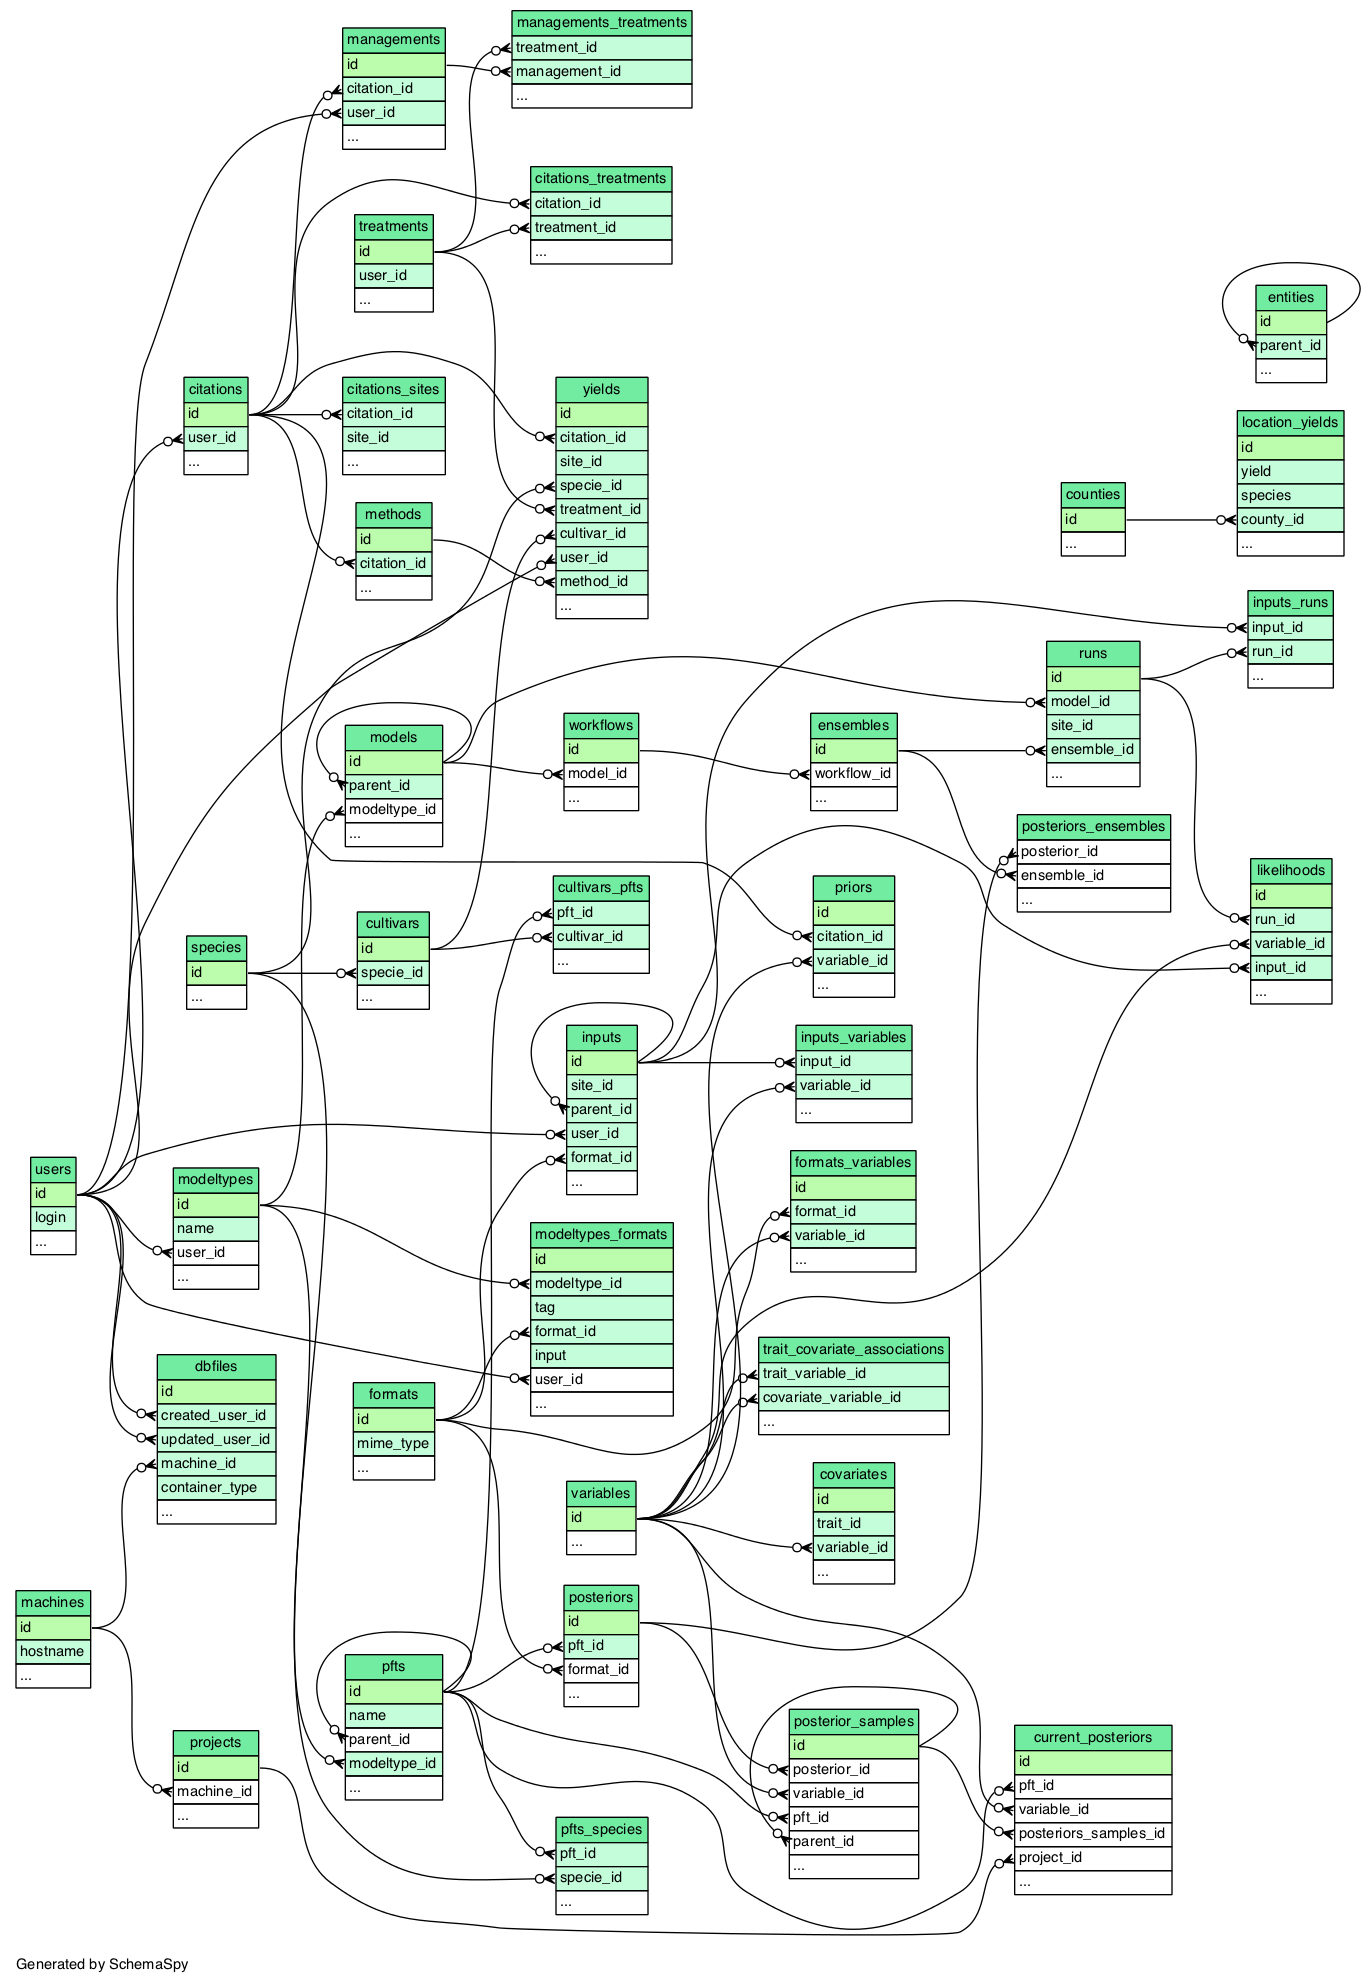 managements
id
citation_id
user_id
...
managements_treatments
treatment_id
management_id
...
citations_treatments
citation_id
treatment_id
...
treatments
id
user_id
...
entities
id
parent_id
...
citations
id
user_id
...
citations_sites
citation_id
site_id
...
yields
id
citation_id
site_id
specie_id
treatment_id
cultivar_id
user_id
method_id
...
location_yields
id
yield
species
county_id
...
counties
id
...
methods
id
citation_id
...
inputs_runs
input_id
run_id
...
runs
id
model_id
site_id
ensemble_id
...
models
id
parent_id
modeltype_id
...
workflows
id
model_id
...
ensembles
id
workflow_id
...
posteriors_ensembles
posterior_id
ensemble_id
...
likelihoods
id
run_id
variable_id
input_id
...
cultivars_pfts
pft_id
cultivar_id
...
priors
id
citation_id
variable_id
...
species
id
...
cultivars
id
specie_id
...
inputs
id
site_id
parent_id
user_id
format_id
...
inputs_variables
input_id
variable_id
...
users
id
login
...
modeltypes
id
name
user_id
...
formats_variables
id
format_id
variable_id
...
modeltypes_formats
id
modeltype_id
tag
format_id
input
user_id
...
dbfiles
id
created_user_id
updated_user_id
machine_id
container_type
...
formats
id
mime_type
...
trait_covariate_associations
trait_variable_id
covariate_variable_id
...
variables
id
...
covariates
id
trait_id
variable_id
...
machines
id
hostname
...
posteriors
id
pft_id
format_id
...
pfts
id
name
parent_id
modeltype_id
...
projects
id
machine_id
...
posterior_samples
id
posterior_id
variable_id
pft_id
parent_id
...
current_posteriors
id
pft_id
variable_id
posteriors_samples_id
project_id
...
pfts_species
pft_id
specie_id
...
Generated by SchemaSpy